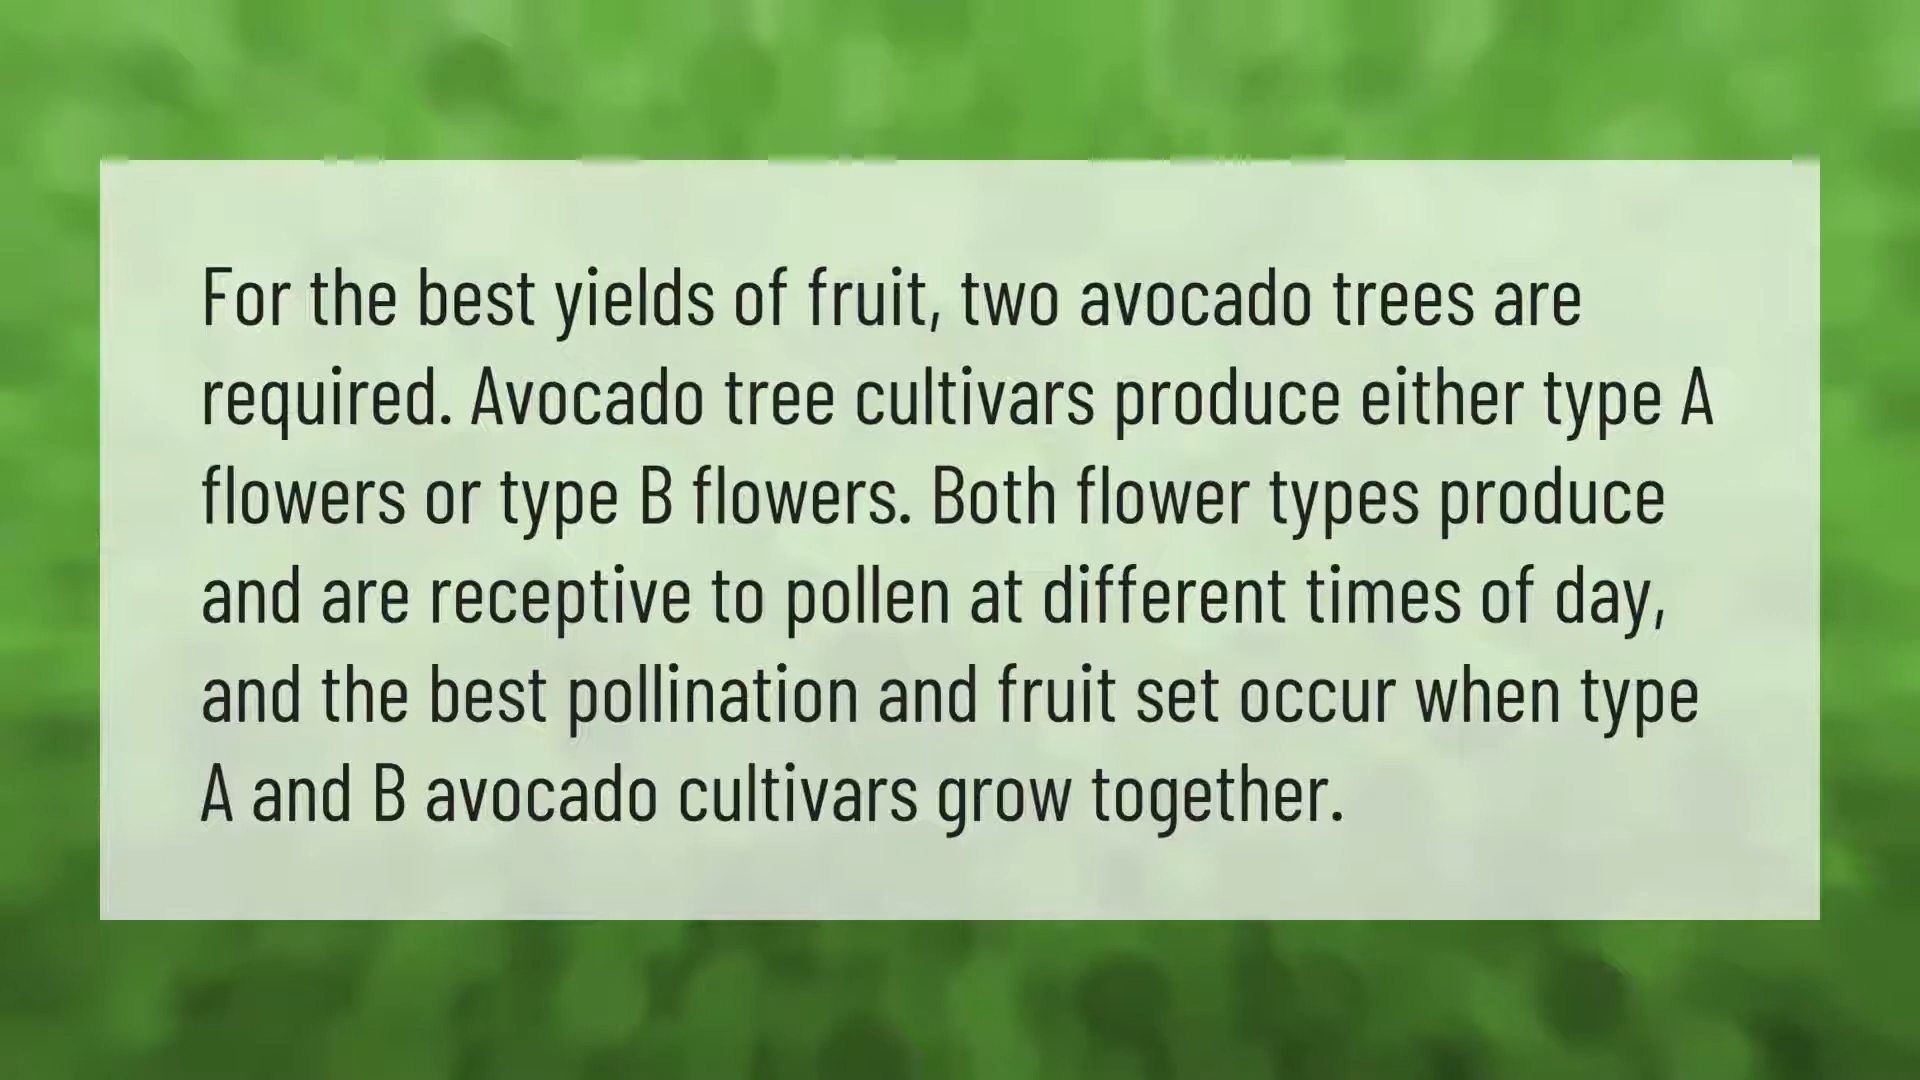 For the best yields of fruit, two avocado trees are
required. Avocado tree cultivars produce either type A
flowers or type B flowers. Both flower types produce
and are receptive to pollen at different times of day,
and the best pollination and fruit set occur when type
A and B avocado cultivars grow together.